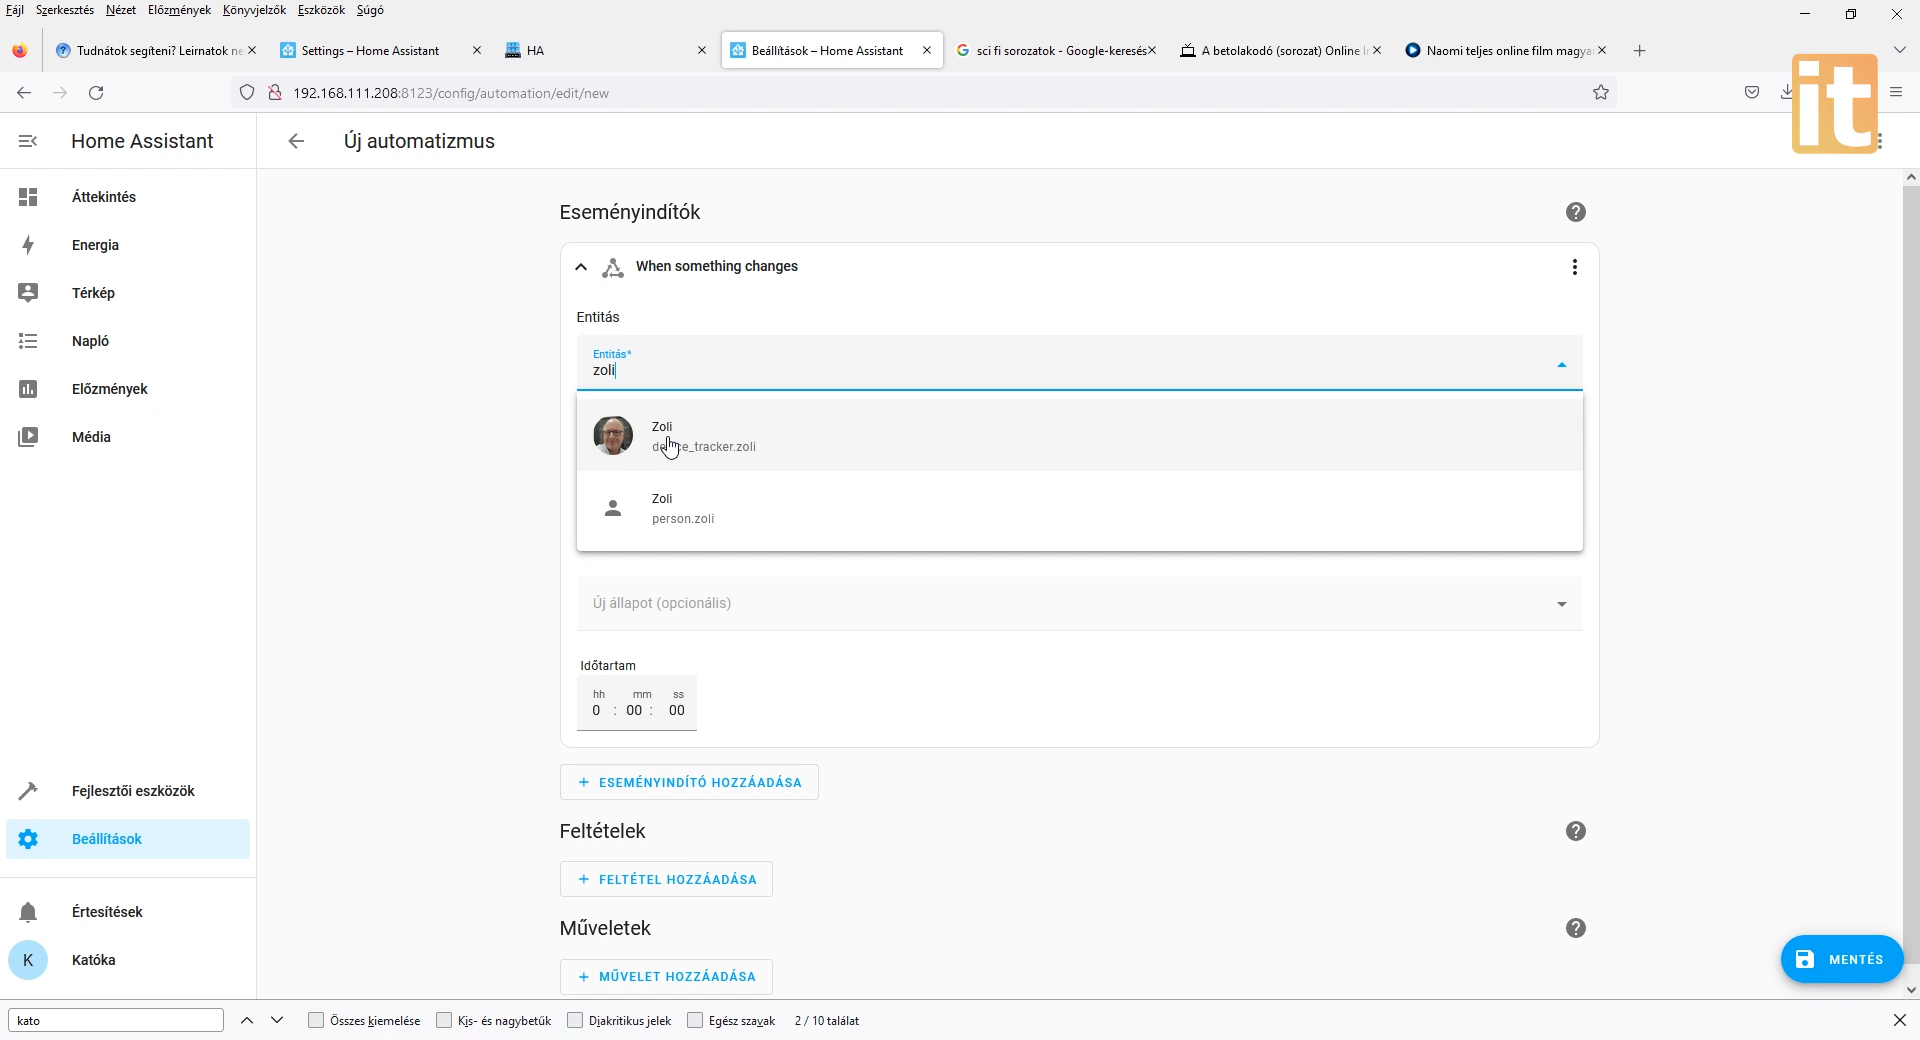 Fájl Szerkesztés Nézet Előzmények Könyvjelzők Eszközök Súgó
Tudnátok segíteni? Leirnatok ne
Settings – Home Assistant
HA
Beállítások – Home Assistant
sci fi sorozatok - Google-keresés
A betolakodó (sorozat) Online
Naomi teljes online film magya
192.168.111.208:8123/config/automation/edit/new
it
Home Assistant
Új automatizmus
Áttekintés
Energia
Térkép
Napló
Előzmények
Média
Fejlesztői eszközök
Beállítások
Értesítések
K
Katóka
Eseményindítók
When something changes
Entitás
Entitás*
zoli
Zoli
device_tracker.zoli
Zoli
person.zoli
Új állapot (opcionális)
Időtartam
hh mm ss
0 : 00 : 00
+ ESEMÉNYINDÍTÓ HOZZÁADÁSA
Feltételek
+ FELTÉTEL HOZZÁADÁSA
Műveletek
+ MŰVELET HOZZÁADÁSA
MENTÉS
kato
Összes kiemelése
Kis- és nagybetűk
Diakritikus jelek
Egész szavak
2 / 10 találat